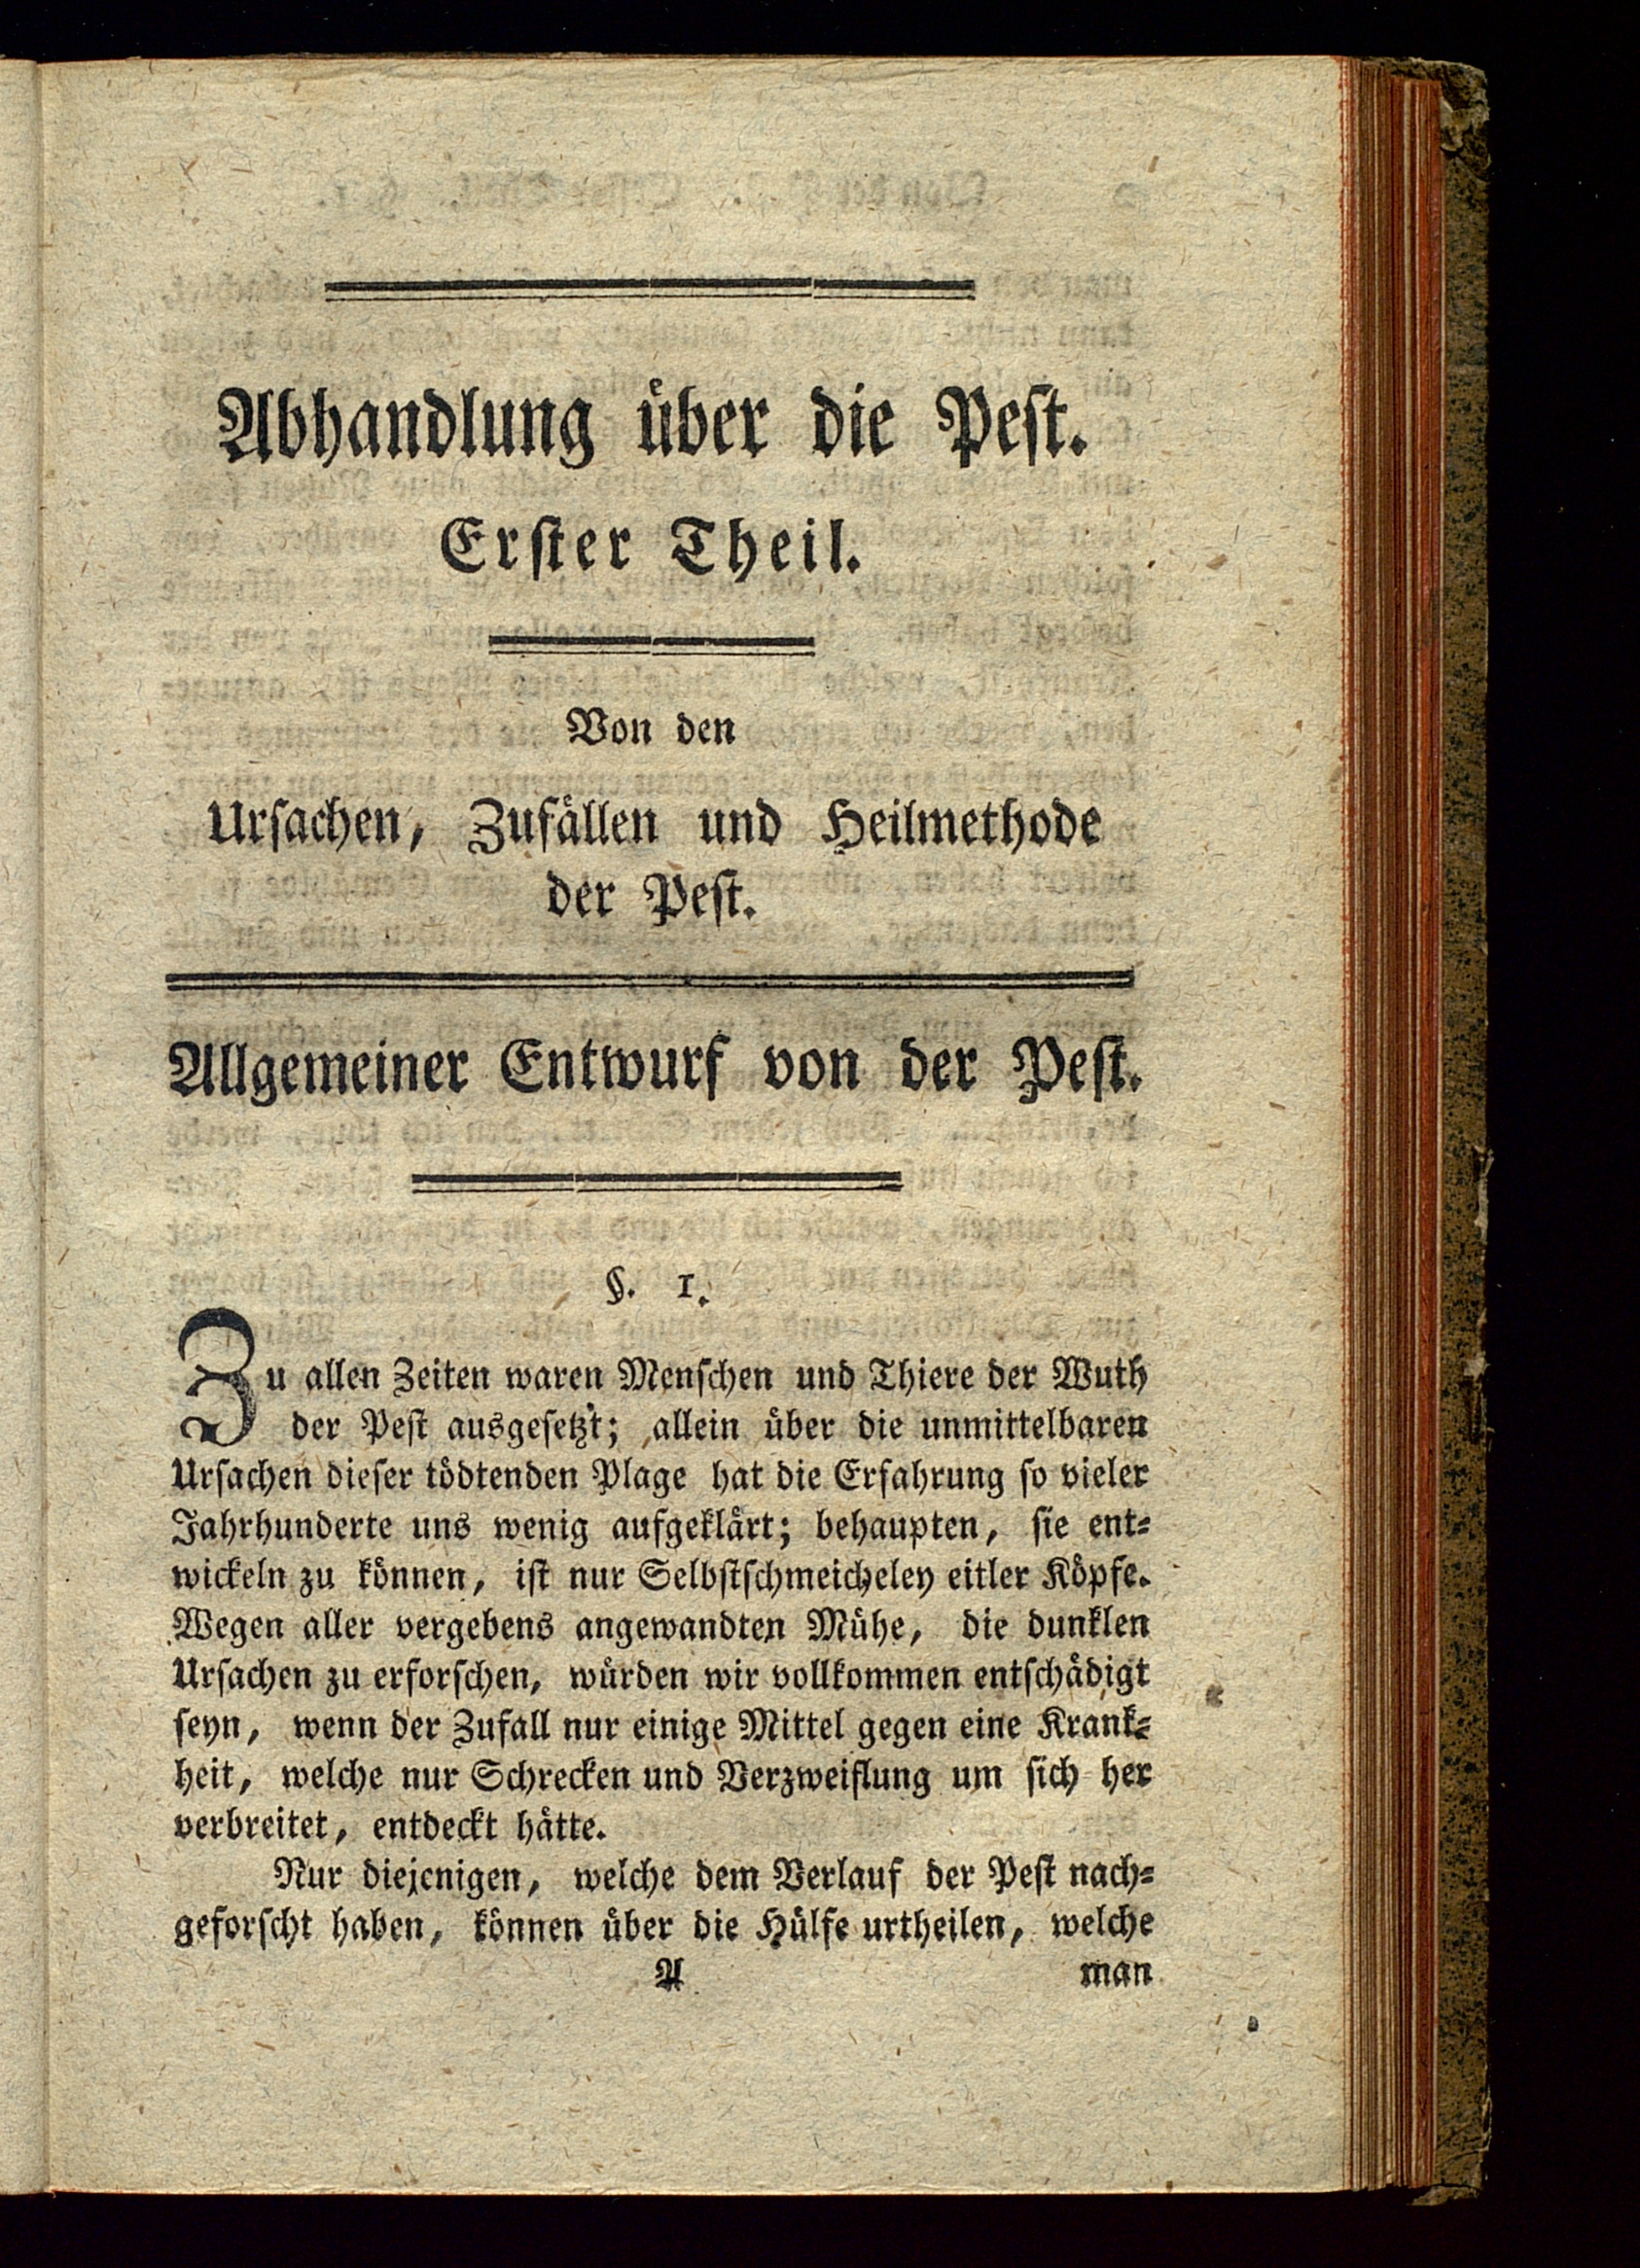 Abhandlung über die Pest.
Erster Theil.
Von den
Ursachen, Zufällen und Heilmethode
der Pest.
Allgemeiner Entwurf von der Pest.
§. 1.
Zu allen Zeiten waren Menschen und Thiere der Wuth
der Pest ausgesetzt; allein über die unmittelbaren
Ursachen dieser tödtenden Plage hat die Erfahrung so vieler
Jahrhunderte uns wenig aufgeklärt; behaupten, sie ent-
wickeln zu können, ist nur Selbstschmeicheley eitler Köpfe.
Wegen aller vergebens angewandten Mühe, die dunklen
Ursachen zu erforschen, würden wir vollkommen entschädigt
seyn, wenn der Zufall nur einige Mittel gegen eine Krank-
heit, welche nur Schrecken und Verzweiflung um sich her
verbreitet, entdeckt hätte.
Nur diejenigen, welche dem Verlauf der Pest nach-
geforscht haben, können über die Hülfe urtheilen, welche
A man